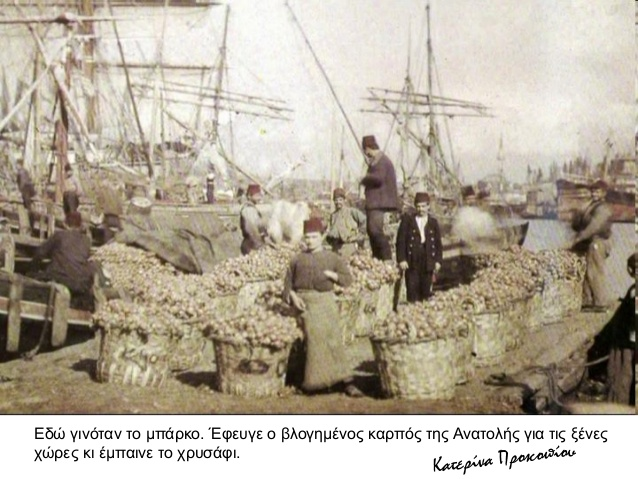 Εδώ γινόταν το μπάρκο. Έφευγε ο βλογημένος καρπός της Ανατολής για τις ξένες
χώρες κι έμπαινε το χρυσάφι.
Κατερίνα Προκοπίου